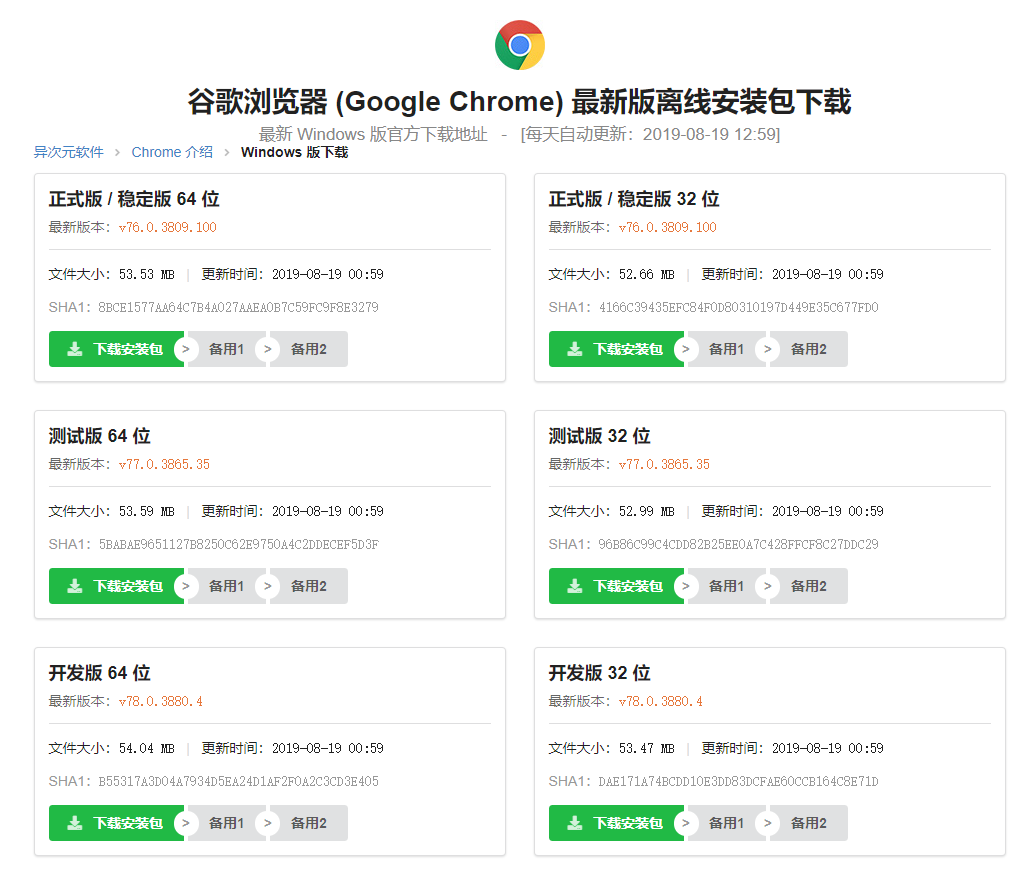 谷歌浏览器 (Google Chrome) 最新版离线安装包下载
最新 Windows 版官方下载地址 - [每天自动更新：2019-08-19 12:59]
异次元软件 › Chrome 介绍 › Windows 版下载
正式版 / 稳定版 64 位
最新版本：v76.0.3809.100
文件大小：53.53 MB | 更新时间：2019-08-19 00:59
SHA1：8BCE1577AA64C7B4A027AAEA0B7C59FC9F8E3279
下载安装包 > 备用1 > 备用2
正式版 / 稳定版 32 位
最新版本：v76.0.3809.100
文件大小：52.66 MB | 更新时间：2019-08-19 00:59
SHA1：4166C39435EFC84F0D80310197D449E35C677FD0
下载安装包 > 备用1 > 备用2
测试版 64 位
最新版本：v77.0.3865.35
文件大小：53.59 MB | 更新时间：2019-08-19 00:59
SHA1：5BABAE9651127B8250C62E9750A4C2DDECEF5D3F
下载安装包 > 备用1 > 备用2
测试版 32 位
最新版本：v77.0.3865.35
文件大小：52.99 MB | 更新时间：2019-08-19 00:59
SHA1：96B86C99C4CDD82B25EE0A7C428FFCF8C27DDC29
下载安装包 > 备用1 > 备用2
开发版 64 位
最新版本：v78.0.3880.4
文件大小：54.04 MB | 更新时间：2019-08-19 00:59
SHA1：B55317A3D04A7934D5EA24D1AF2F0A2C3CD3E405
下载安装包 > 备用1 > 备用2
开发版 32 位
最新版本：v78.0.3880.4
文件大小：53.47 MB | 更新时间：2019-08-19 00:59
SHA1：DAE171A74BCDD10E3DD83DCFAE60CCB164C8E71D
下载安装包 > 备用1 > 备用2